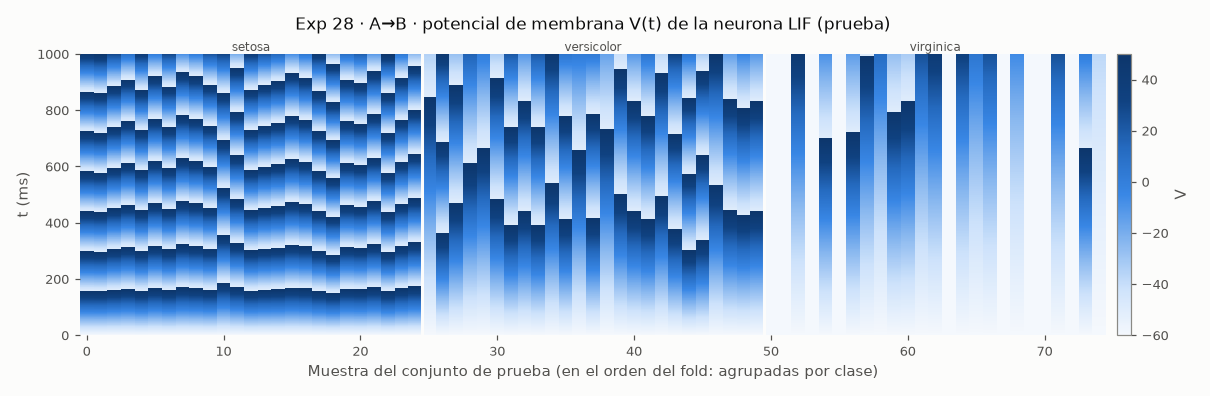 Exp 28 · A→B · potencial de membrana V(t) de la neurona LIF (prueba)
setosa versicolor virginica
1000
800
600
400
200
0
t (ms)
0 10 20 30 40 50 60 70
Muestra del conjunto de prueba (en el orden del fold: agrupadas por clase)
40
20
0
−20
−40
−60
V